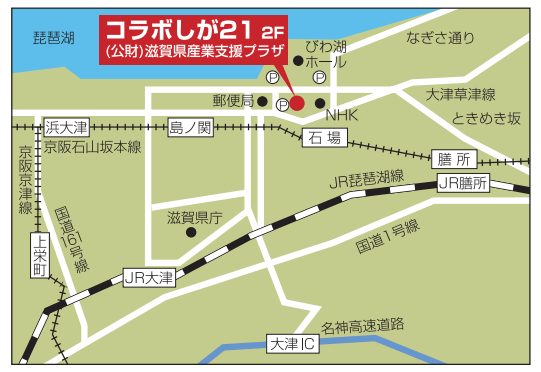 コラボしが21 2F
(公財)滋賀県産業支援プラザ
琵琶湖
びわ湖
ホール
なぎさ通り
P
P
郵便局
P
NHK
大津草津線
ときめき坂
浜大津
島ノ関
石場
膳所
京阪石山坂本線
京阪京津線
JR琵琶湖線
JR膳所
国道161号線
滋賀県庁
国道1号線
上栄町
JR大津
名神高速道路
大津IC